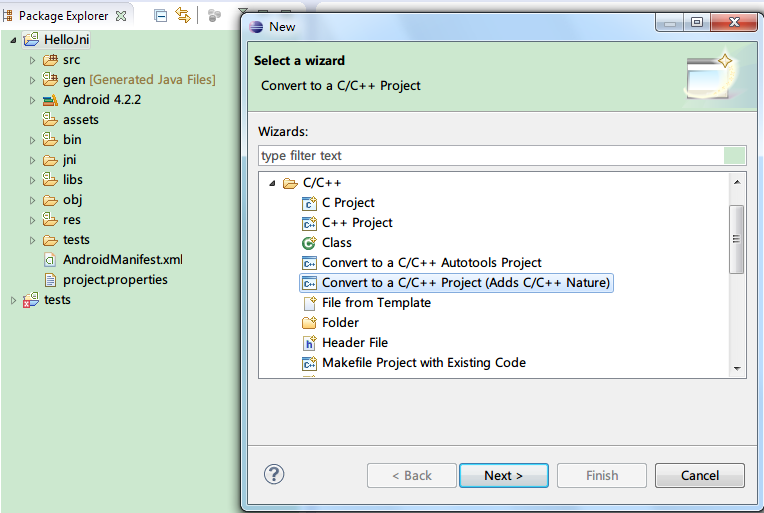 Package Explorer
HelloJni
src
gen [Generated Java Files]
Android 4.2.2
assets
bin
jni
libs
obj
res
tests
AndroidManifest.xml
project.properties
tests
New
Select a wizard
Convert to a C/C++ Project
Wizards:
type filter text
C/C++
C Project
C++ Project
Class
Convert to a C/C++ Autotools Project
Convert to a C/C++ Project (Adds C/C++ Nature)
File from Template
Folder
Header File
Makefile Project with Existing Code
< Back
Next >
Finish
Cancel